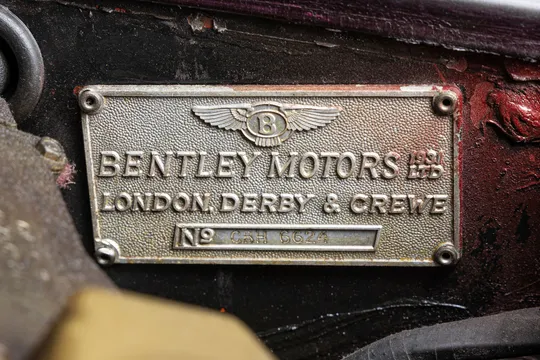 B
BENTLEY MOTORS 1931 LTD
LONDON, DERBY & CREWE
Nº